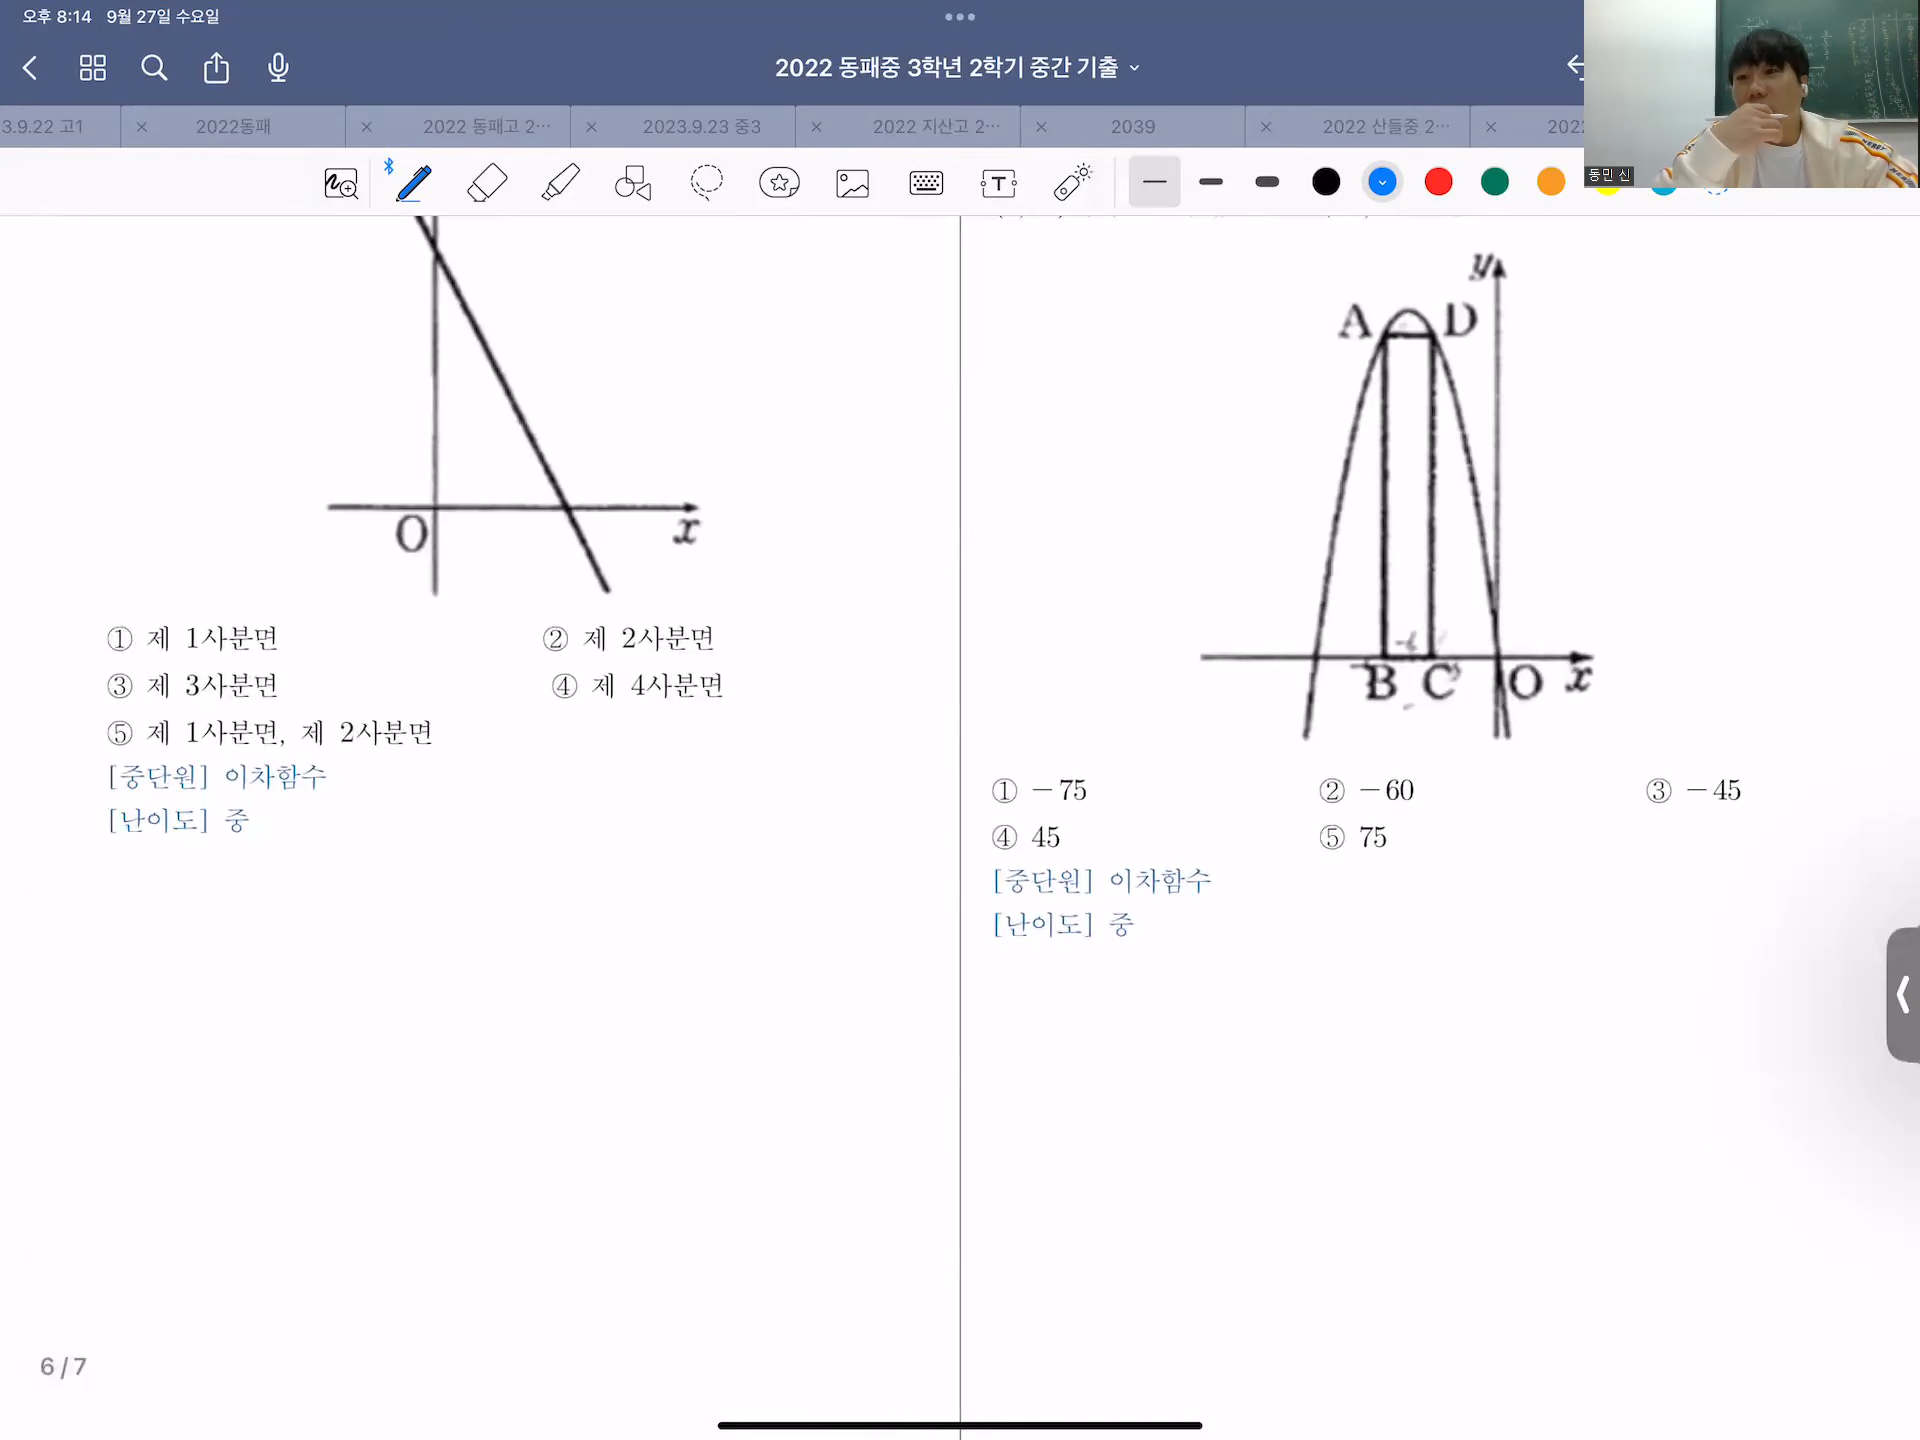 오후 8:14 9월 27일 수요일
2022 동패중 3학년 2학기 중간 기출
3.9.22 고1
2022동패
2022 동패고 2…
2023.9.23 중3
2022 지산고 2…
2039
2022 산들중 2…
202
동민 신
O
x
① 제 1사분면
② 제 2사분면
③ 제 3사분면
④ 제 4사분면
⑤ 제 1사분면, 제 2사분면
[중단원] 이차함수
[난이도] 중
y
A D
B C O x
① −75 ② −60 ③ −45
④ 45 ⑤ 75
[중단원] 이차함수
[난이도] 중
6 / 7